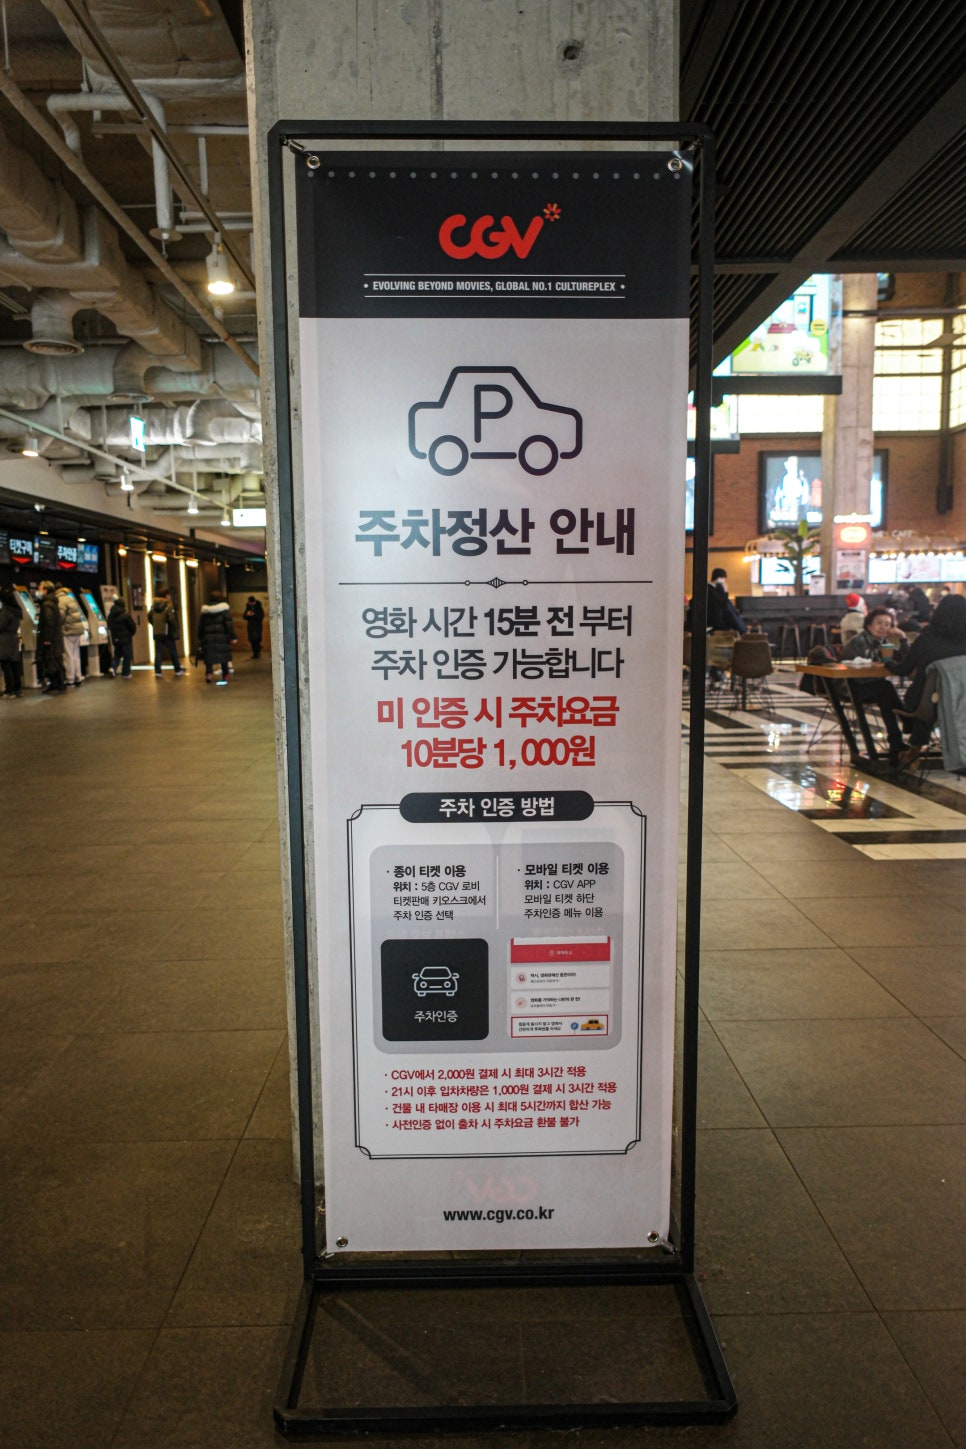 CGV
• EVOLVING BEYOND MOVIES, GLOBAL NO.1 CULTUREPLEX •
P
주차정산 안내
영화 시간 15분 전 부터
주차 인증 가능합니다
미 인증 시 주차요금
10분당 1,000원
주차 인증 방법
· 종이 티켓 이용
위치 : 5층 CGV 로비
티켓판매 키오스크에서
주차 인증 선택
주차인증
· 모바일 티켓 이용
위치 : CGV APP
모바일 티켓 하단
주차인증 메뉴 이용
· CGV에서 2,000원 결제 시 최대 3시간 적용
· 21시 이후 입차차량은 1,000원 결제 시 3시간 적용
· 건물 내 타매장 이용 시 최대 5시간까지 합산 가능
· 사전인증 없이 출차 시 주차요금 환불 불가
www.cgv.co.kr
티켓구매
CAFE